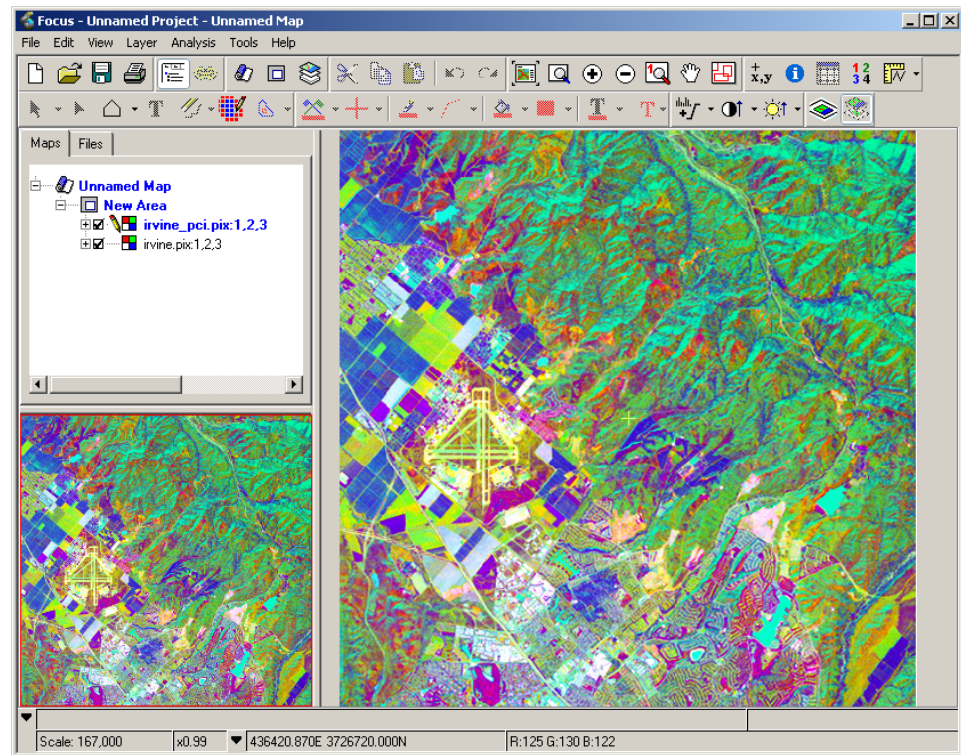 Focus - Unnamed Project - Unnamed Map
File Edit View Layer Analysis Tools Help
+ x,y
1 2
3 4
Maps Files
Unnamed Map
New Area
irvine_pci.pix:1,2,3
irvine.pix:1,2,3
Scale: 167,000 x0.99 436420.870E 3726720.000N R:125 G:130 B:122